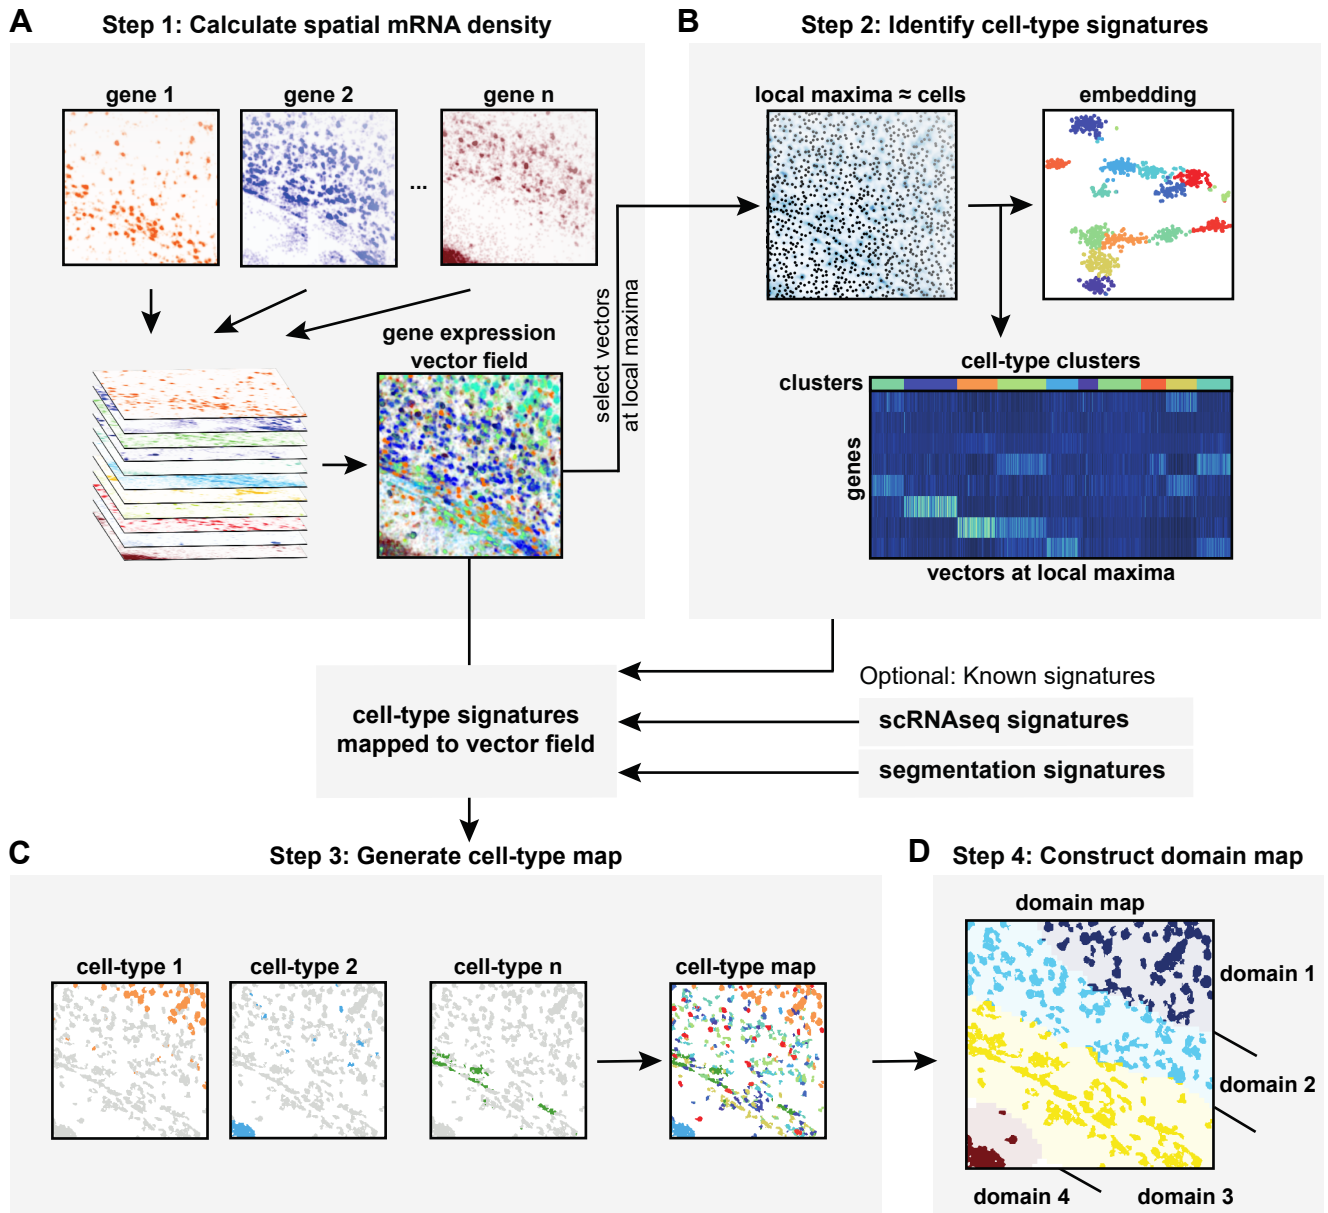 A
Step 1: Calculate spatial mRNA density
gene 1
gene 2
gene n
...
gene expression
vector field
select vectors
at local maxima
B
Step 2: Identify cell-type signatures
local maxima ≈ cells
embedding
cell-type clusters
clusters
genes
vectors at local maxima
cell-type signatures
mapped to vector field
Optional: Known signatures
scRNAseq signatures
segmentation signatures
C
Step 3: Generate cell-type map
cell-type 1
cell-type 2
cell-type n
cell-type map
D
Step 4: Construct domain map
domain map
domain 1
domain 2
domain 4
domain 3